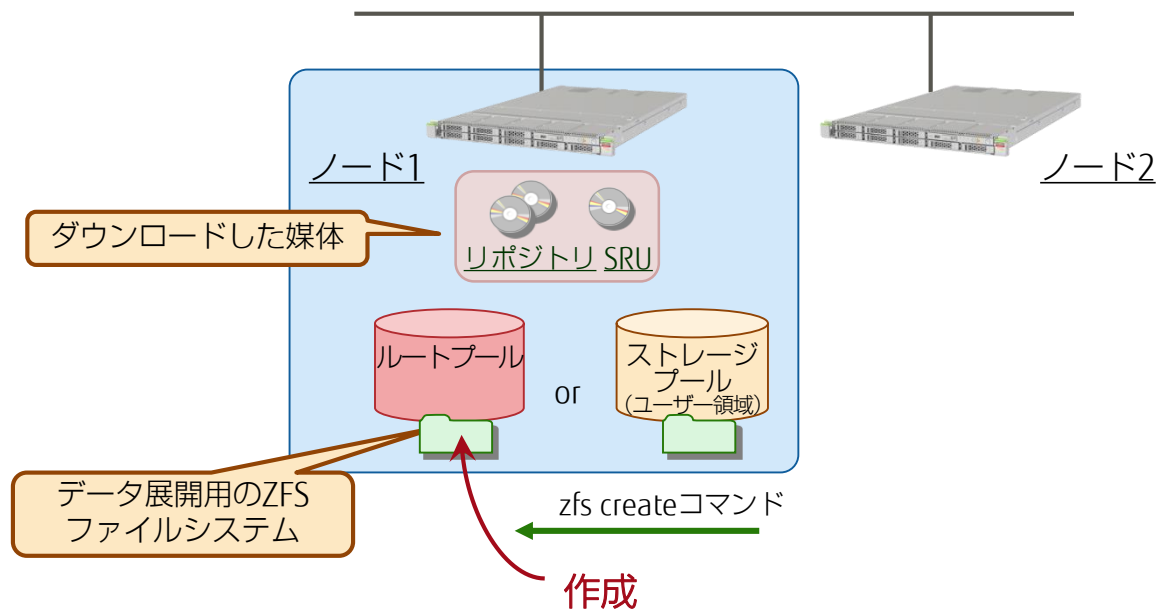 ノード1
ノード2
ダウンロードした媒体
リポジトリ SRU
ルートプール
or
ストレージ
プール
(ユーザー領域)
データ展開用のZFS
ファイルシステム
zfs createコマンド
作成